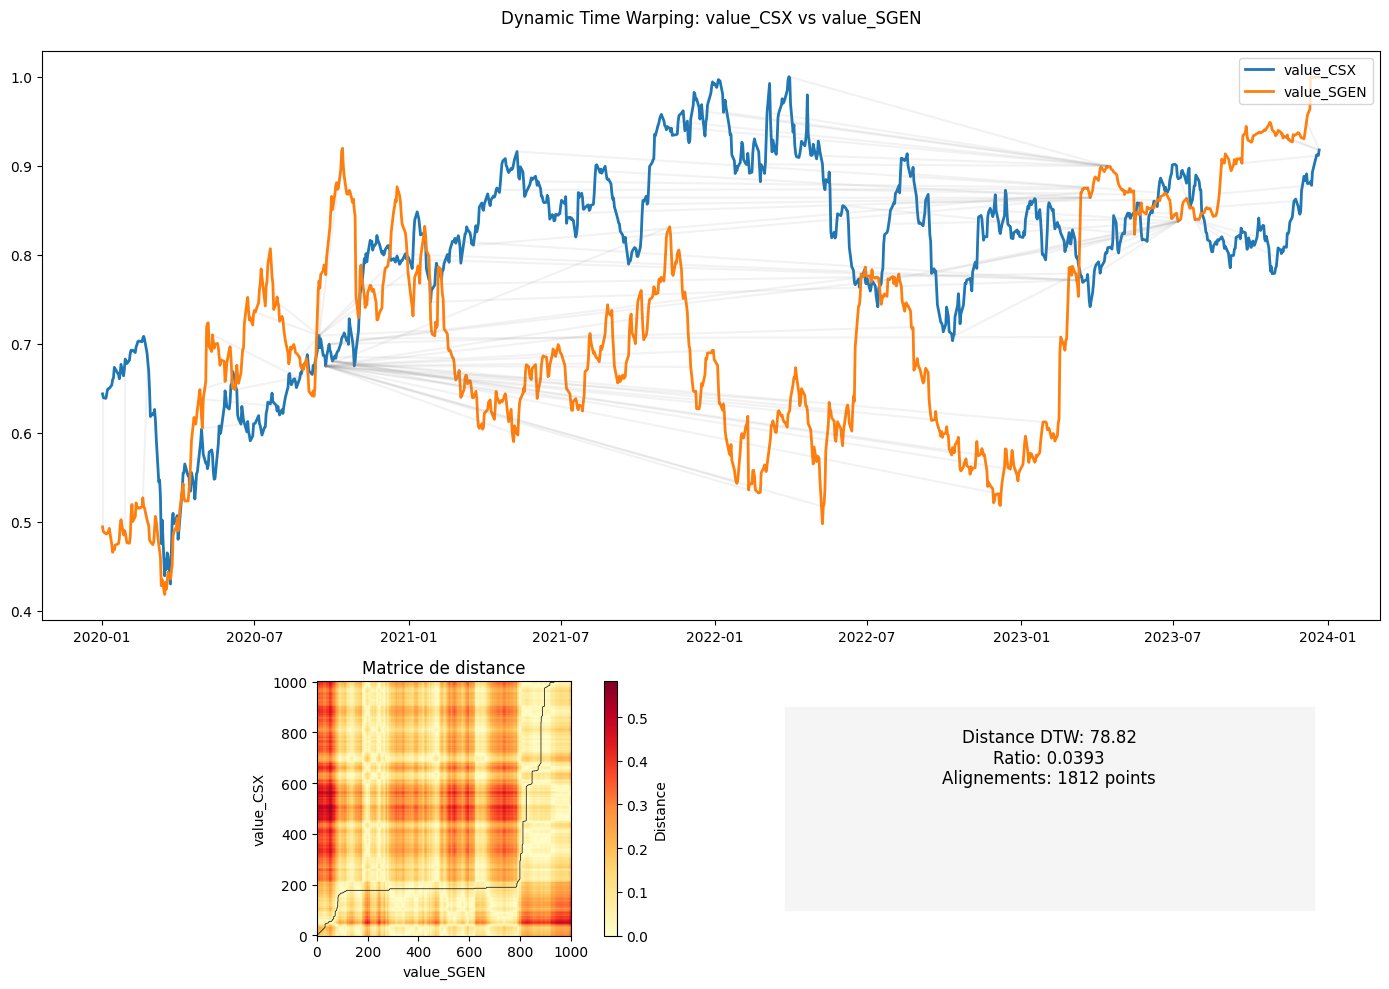 Dynamic Time Warping: value_CSX vs value_SGEN
1.0
0.9
0.8
0.7
0.6
0.5
0.4
value_CSX
value_SGEN
2020-01 2020-07 2021-01 2021-07 2022-01 2022-07 2023-01 2023-07 2024-01
Matrice de distance
1000
800
600
400
200
0
value_CSX
0 200 400 600 800 1000
value_SGEN
0.5
0.4
0.3
0.2
0.1
0.0
Distance
Distance DTW: 78.82
Ratio: 0.0393
Alignements: 1812 points